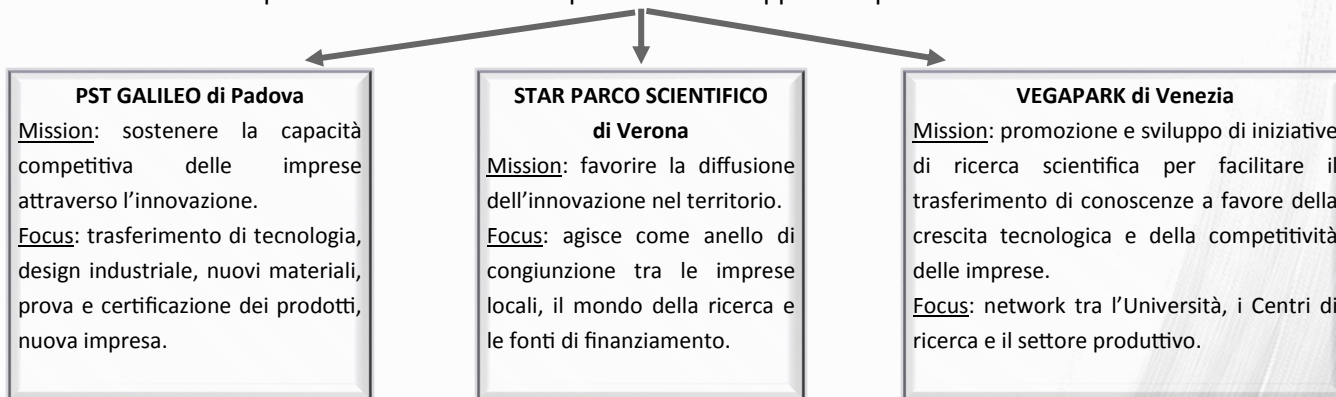 PST GALILEO di Padova
Mission: sostenere la capacità
competitiva delle imprese
attraverso l’innovazione.
Focus: trasferimento di tecnologia,
design industriale, nuovi materiali,
prova e certificazione dei prodotti,
nuova impresa.
STAR PARCO SCIENTIFICO
di Verona
Mission: favorire la diffusione
dell’innovazione nel territorio.
Focus: agisce come anello di
congiunzione tra le imprese
locali, il mondo della ricerca e
le fonti di finanziamento.
VEGAPARK di Venezia
Mission: promozione e sviluppo di iniziative
di ricerca scientifica per facilitare il
trasferimento di conoscenze a favore della
crescita tecnologica e della competitività
delle imprese.
Focus: network tra l’Università, i Centri di
ricerca e il settore produttivo.